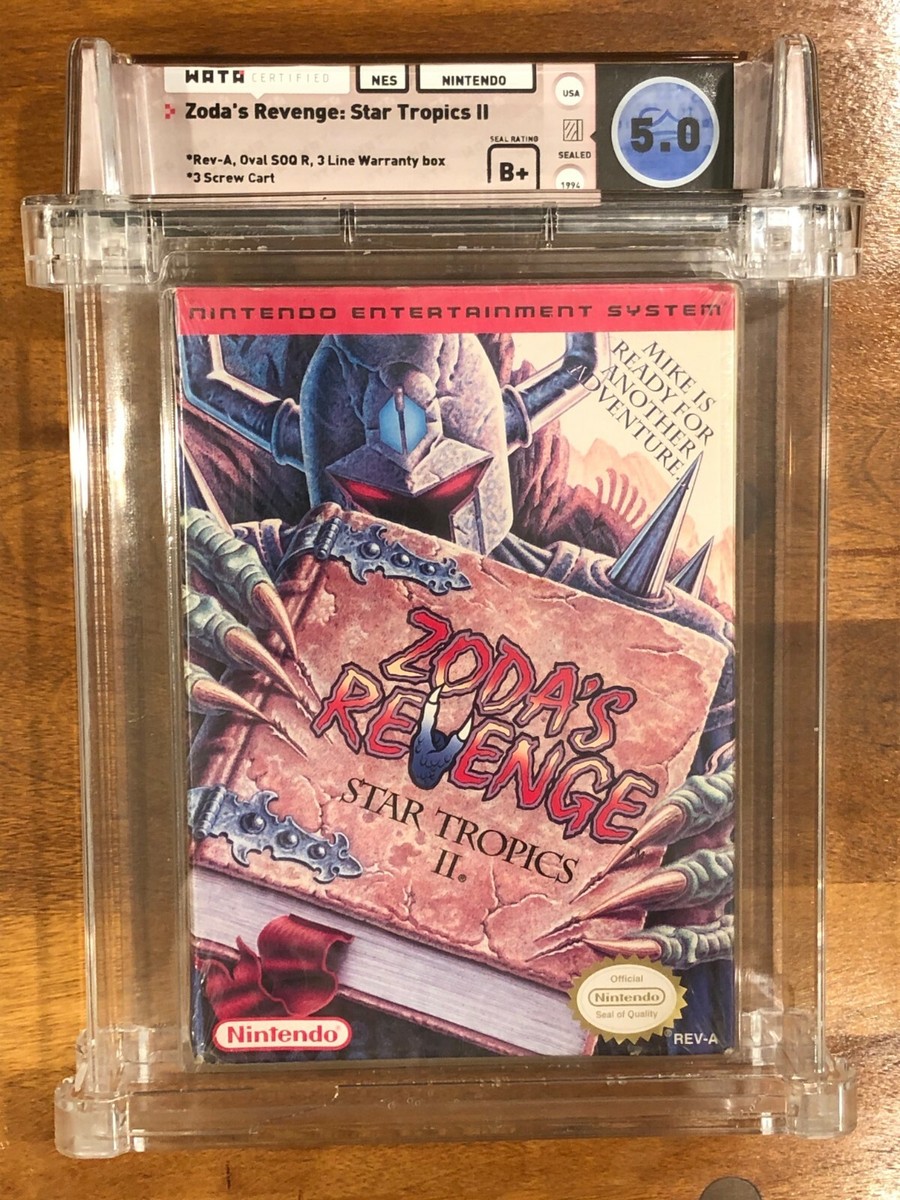 WATA CERTIFIED
NES
NINTENDO
USA
Zoda's Revenge: Star Tropics II
5.0
*Rev-A, Oval SOQ R, 3 Line Warranty box
*3 Screw Cart
SEAL RATING
B+
SEALED
1994
NINTENDO ENTERTAINMENT SYSTEM
MIKE IS
READY FOR
ANOTHER
ADVENTURE.
ZODA'S
REVENGE
TM
STAR TROPICS
II.®
Official
Nintendo
Seal of Quality
®
Nintendo®
REV-A